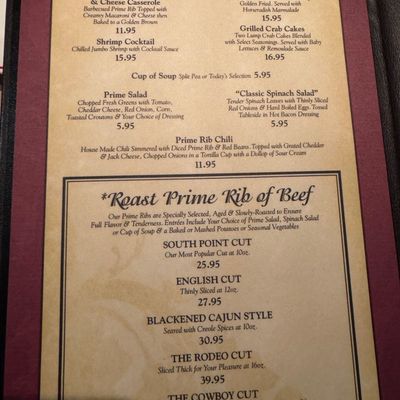 & Cheese Casserole
Barbecued Prime Rib Topped with
Creamy Macaroni & Cheese then
Baked to a Golden Brown
11.95
Golden Fried. Served with
Horseradish Marmalade
15.95
Shrimp Cocktail
Chilled Jumbo Shrimp with Cocktail Sauce
15.95
Grilled Crab Cakes
Two Lump Crab Cakes Blended
with Select Seasonings. Served with Baby
Lettuces & Remoulade Sauce
16.95
Cup of Soup Split Pea or Today's Selection 5.95
Prime Salad
Chopped Fresh Greens with Tomato,
Cheddar Cheese, Red Onion, Corn,
Toasted Croutons & Your Choice of Dressing
5.95
"Classic Spinach Salad"
Tender Spinach Leaves with Thinly Sliced
Red Onions & Hard Boiled Eggs. Tossed
Tableside in Hot Bacon Dressing
5.95
Prime Rib Chili
House Made Chili Simmered with Diced Prime Rib & Red Beans. Topped with Grated Cheddar
& Jack Cheese, Chopped Onions in a Tortilla Cup with a Dollop of Sour Cream
11.95
*Roast Prime Rib of Beef
Our Prime Ribs are Specially Selected, Aged & Slowly-Roasted to Ensure
Full Flavor & Tenderness. Entrées Include Your Choice of Prime Salad, Spinach Salad
or Cup of Soup & a Baked or Mashed Potatoes or Seasonal Vegetables
SOUTH POINT CUT
Our Most Popular Cut at 10oz.
25.95
ENGLISH CUT
Thinly Sliced at 12oz.
27.95
BLACKENED CAJUN STYLE
Seared with Creole Spices at 10oz.
30.95
THE RODEO CUT
Sliced Thick for Your Pleasure at 16oz.
39.95
THE COWBOY CUT